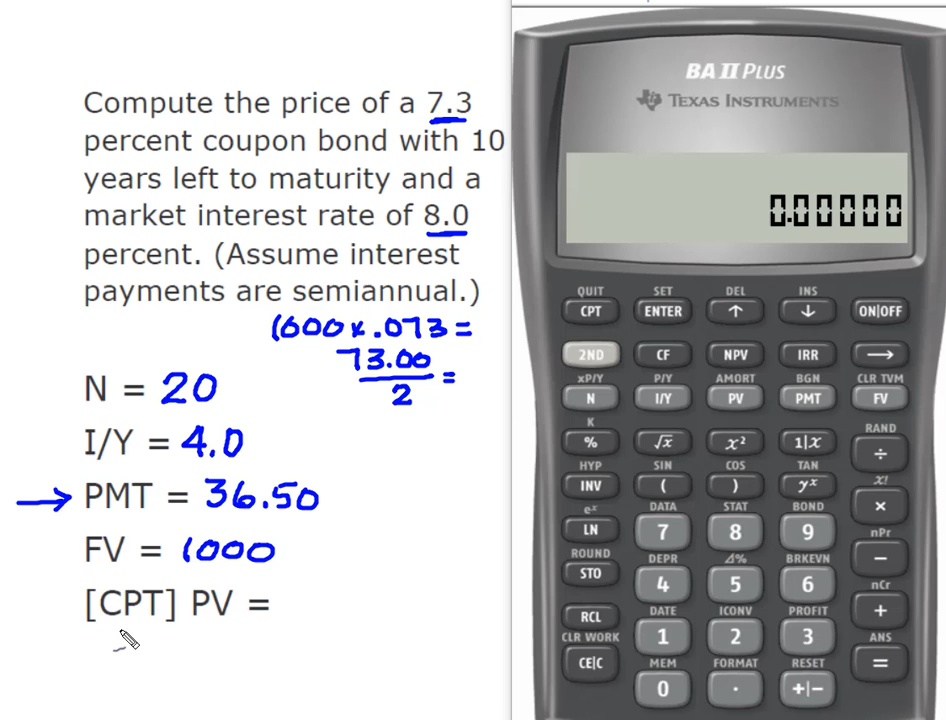 Compute the price of a 7.3
percent coupon bond with 10
years left to maturity and a
market interest rate of 8.0
percent. (Assume interest
payments are semiannual.)
(000 x .073 =
73.00
2 =
N = 20
I/Y = 4.0
PMT = 36.50
FV = 1000
[CPT] PV =
BA II PLUS
TEXAS INSTRUMENTS
0.00000
QUIT SET DEL INS
CPT ENTER ↑ ↓ ON|OFF
2ND CF NPV IRR →
xP/Y P/Y AMORT BGN CLR TVM
N I/Y PV PMT FV
K RAND
% √x x² 1|x ÷
HYP SIN COS TAN x!
INV ( ) yˣ ×
eˣ DATA STAT BOND nPr
LN 7 8 9 −
ROUND DEPR Δ% BRKEVN nCr
STO 4 5 6 +
DATE ICONV PROFIT ANS
RCL 1 2 3 =
CLR WORK MEM FORMAT RESET
CE|C 0 . +|−